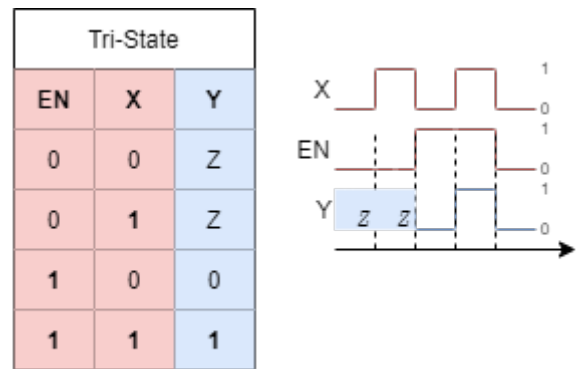 Tri-State
EN X Y
0 0 Z
0 1 Z
1 0 0
1 1 1
X 1
0
EN 1
0
Y Z Z 1
0